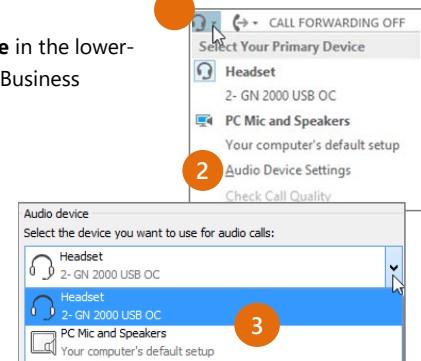 e in the lower-
Business
CALL FORWARDING OFF
Select Your Primary Device
Headset
2- GN 2000 USB OC
PC Mic and Speakers
Your computer's default setup
2
Audio Device Settings
Check Call Quality
Audio device
Select the device you want to use for audio calls:
Headset
2- GN 2000 USB OC
Headset
2- GN 2000 USB OC
3
PC Mic and Speakers
Your computer's default setup